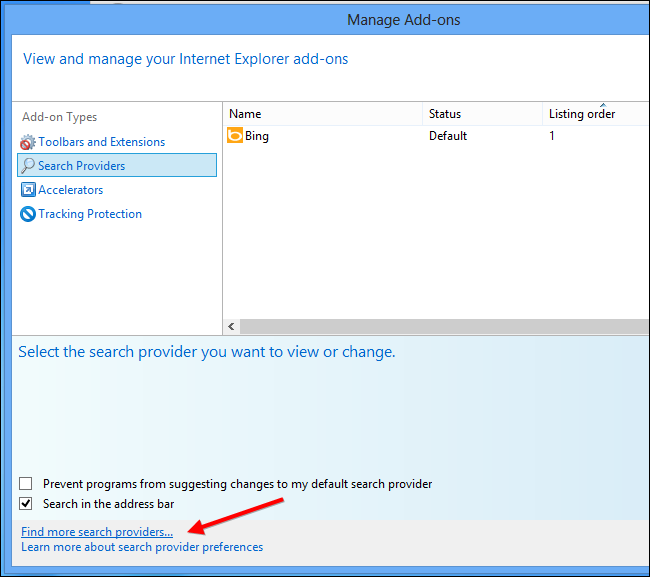 Manage Add-ons
View and manage your Internet Explorer add-ons
Add-on Types
Toolbars and Extensions
Search Providers
Accelerators
Tracking Protection
Name Status Listing order
Bing Default 1
Select the search provider you want to view or change.
Prevent programs from suggesting changes to my default search provider
Search in the address bar
Find more search providers...
Learn more about search provider preferences